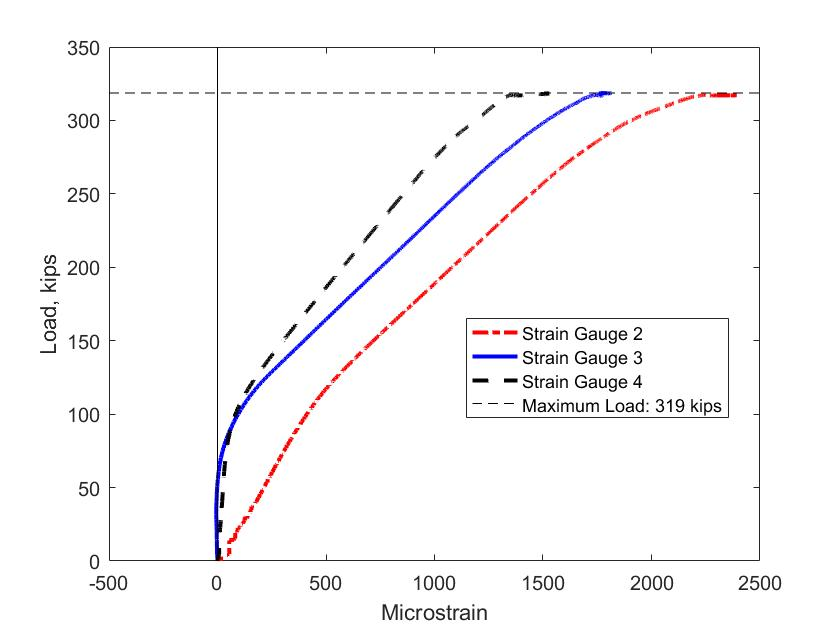 350
300
250
200
150
100
50
0
Load, kips
Strain Gauge 2
Strain Gauge 3
Strain Gauge 4
Maximum Load: 319 kips
-500 0 500 1000 1500 2000 2500
Microstrain